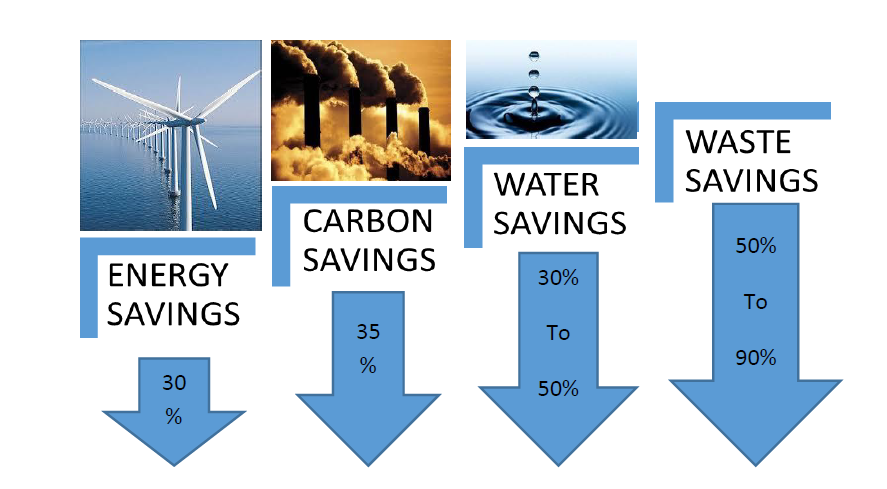 ENERGY
SAVINGS
30
%
CARBON
SAVINGS
35
%
WATER
SAVINGS
30%
To
50%
WASTE
SAVINGS
50%
To
90%